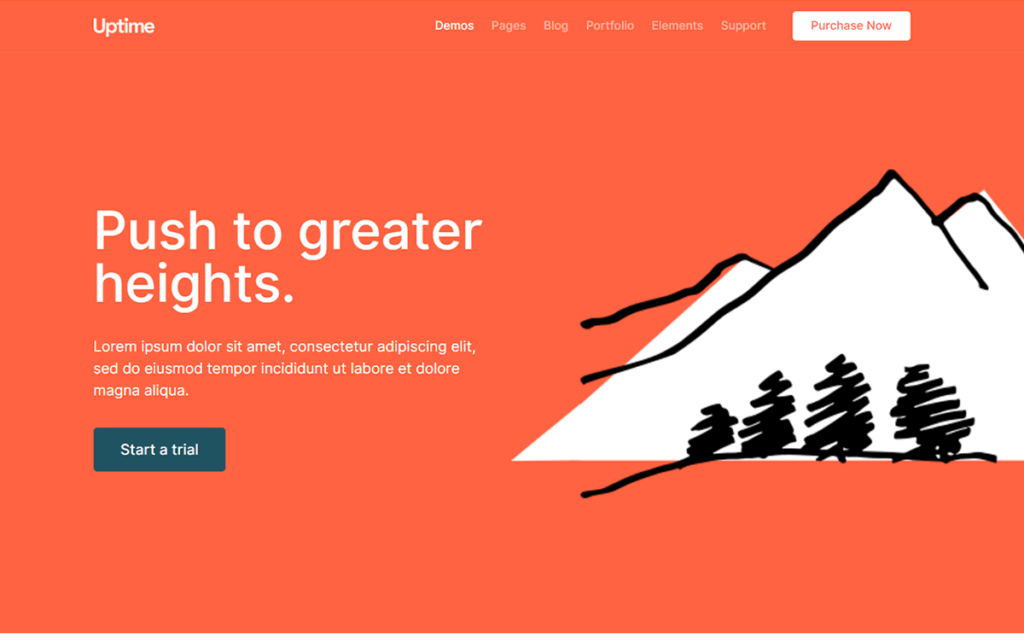 Uptime
Demos Pages Blog Portfolio Elements Support Purchase Now
Push to greater
heights.
Lorem ipsum dolor sit amet, consectetur adipiscing elit,
sed do eiusmod tempor incididunt ut labore et dolore
magna aliqua.
Start a trial